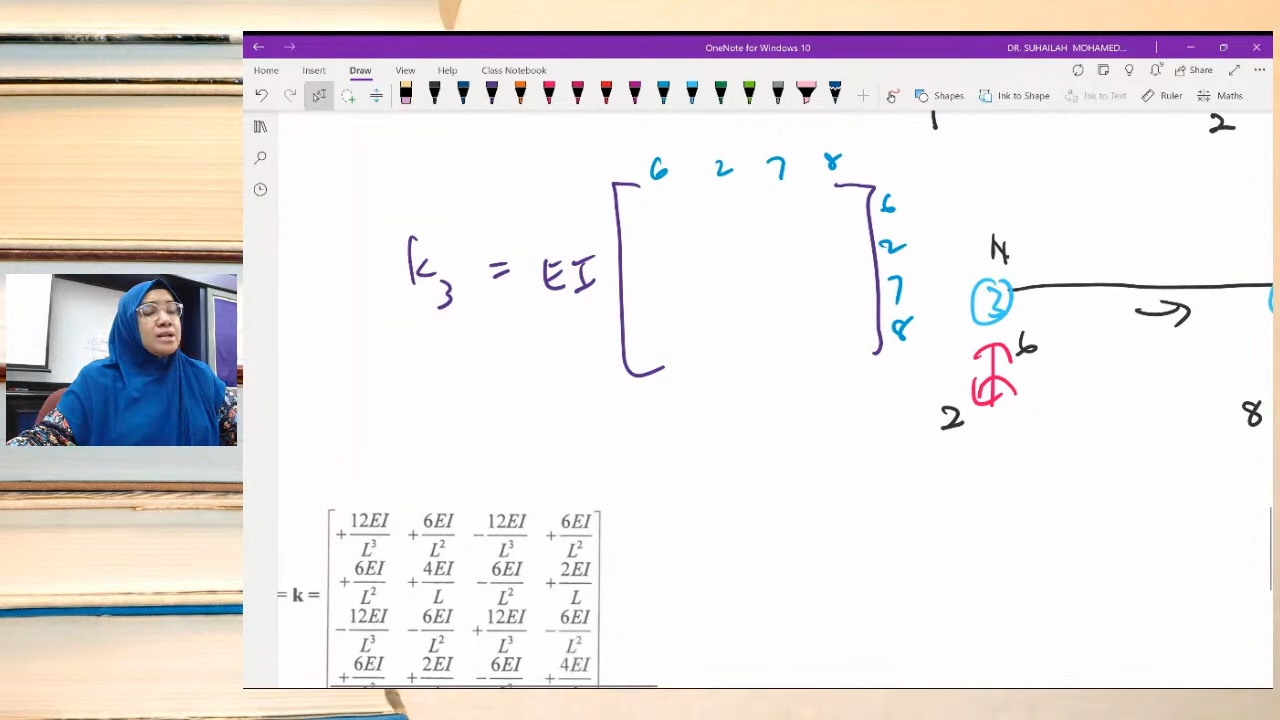 OneNote for Windows 10
DR. SUHAILAH MOHAMED...
Home Insert Draw View Help Class Notebook
Share
Shapes Ink to Shape Ink to Text Ruler Maths
1 2
6 2 7 8
6
2
7
8
K3 = EI
N
3
6
2 8
= k =
+12EI/L³ +6EI/L² -12EI/L³ +6EI/L²
+6EI/L² +4EI/L -6EI/L² +2EI/L
-12EI/L³ -6EI/L² +12EI/L³ -6EI/L²
+6EI +2EI -6EI +4EI